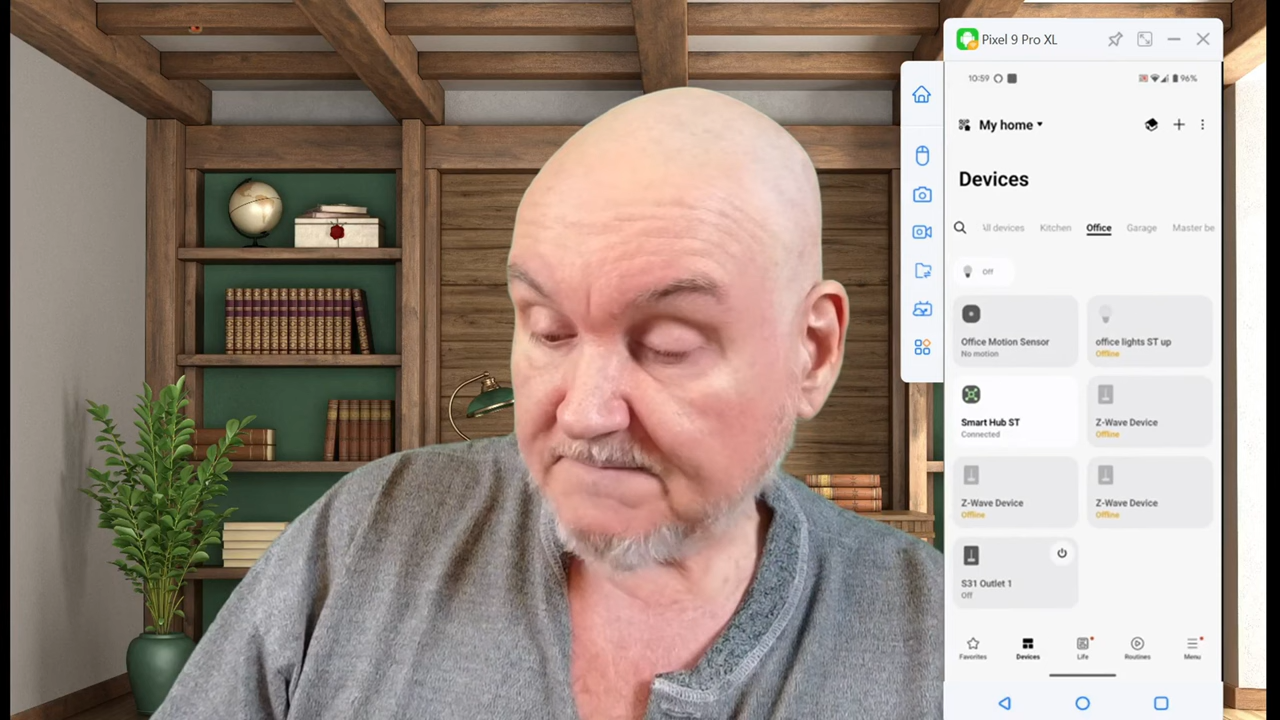 Pixel 9 Pro XL
10:59
96%
My home
Devices
All devices Kitchen Office Garage Master be
Off
Office Motion Sensor
No motion
office lights ST up
Offline
Smart Hub ST
Connected
Z-Wave Device
Offline
Z-Wave Device
Offline
Z-Wave Device
Offline
S31 Outlet 1
Off
Favorites Devices Life Routines Menu